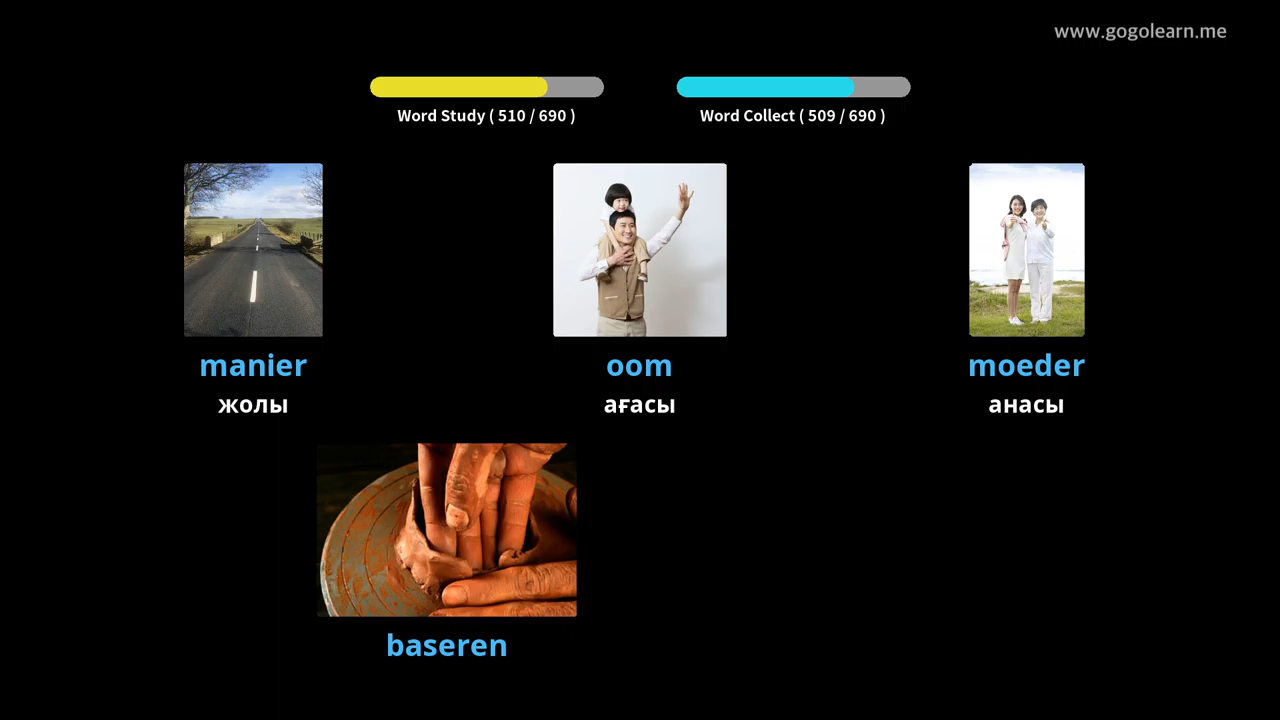 www.gogolearn.me
Word Study ( 510 / 690 )
Word Collect ( 509 / 690 )
manier
жолы
oom
ағасы
moeder
анасы
baseren